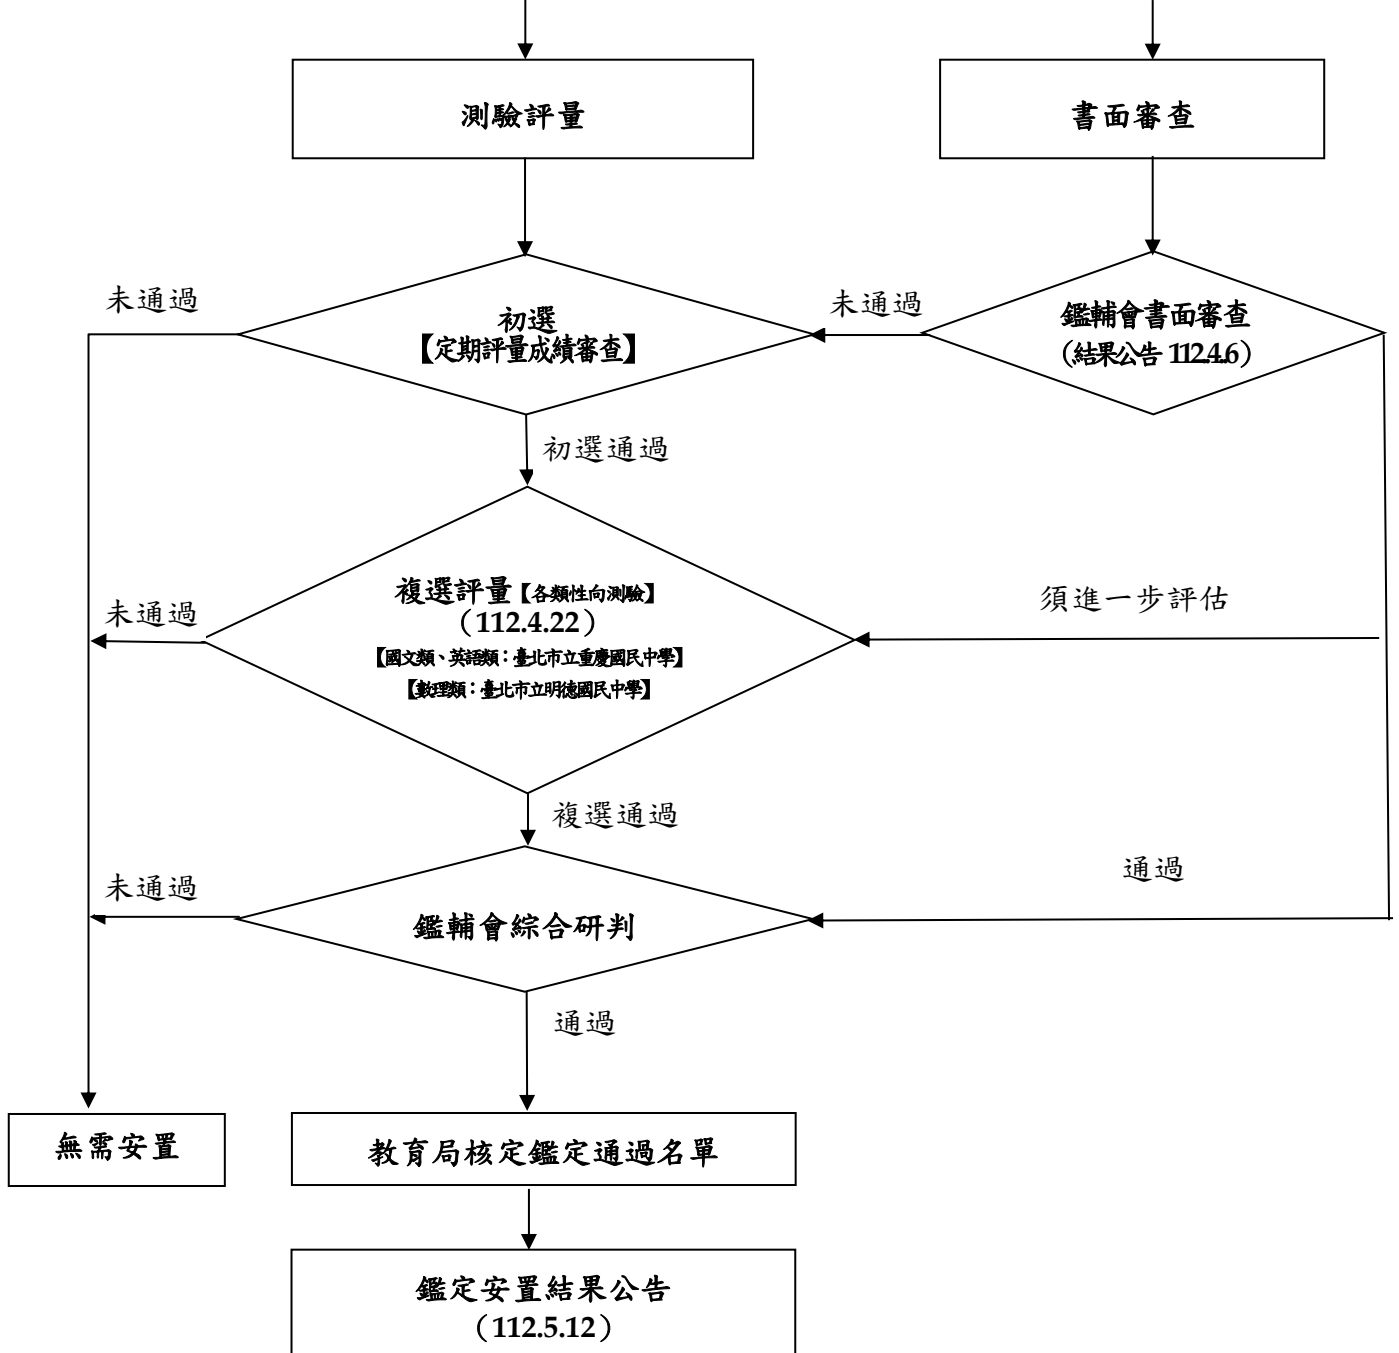 測驗評量
書面審查
未通過
初選
【定期評量成績審查】
未通過
鑑輔會書面審查
(結果公告 112.4.6)
初選通過
未通過
複選評量【各類性向測驗】
(112.4.22)
【國文類、英語類：臺北市立重慶國民中學】
【數理類：臺北市立明德國民中學】
須進一步評估
複選通過
未通過
鑑輔會綜合研判
通過
通過
無需安置
教育局核定鑑定通過名單
鑑定安置結果公告
(112.5.12)